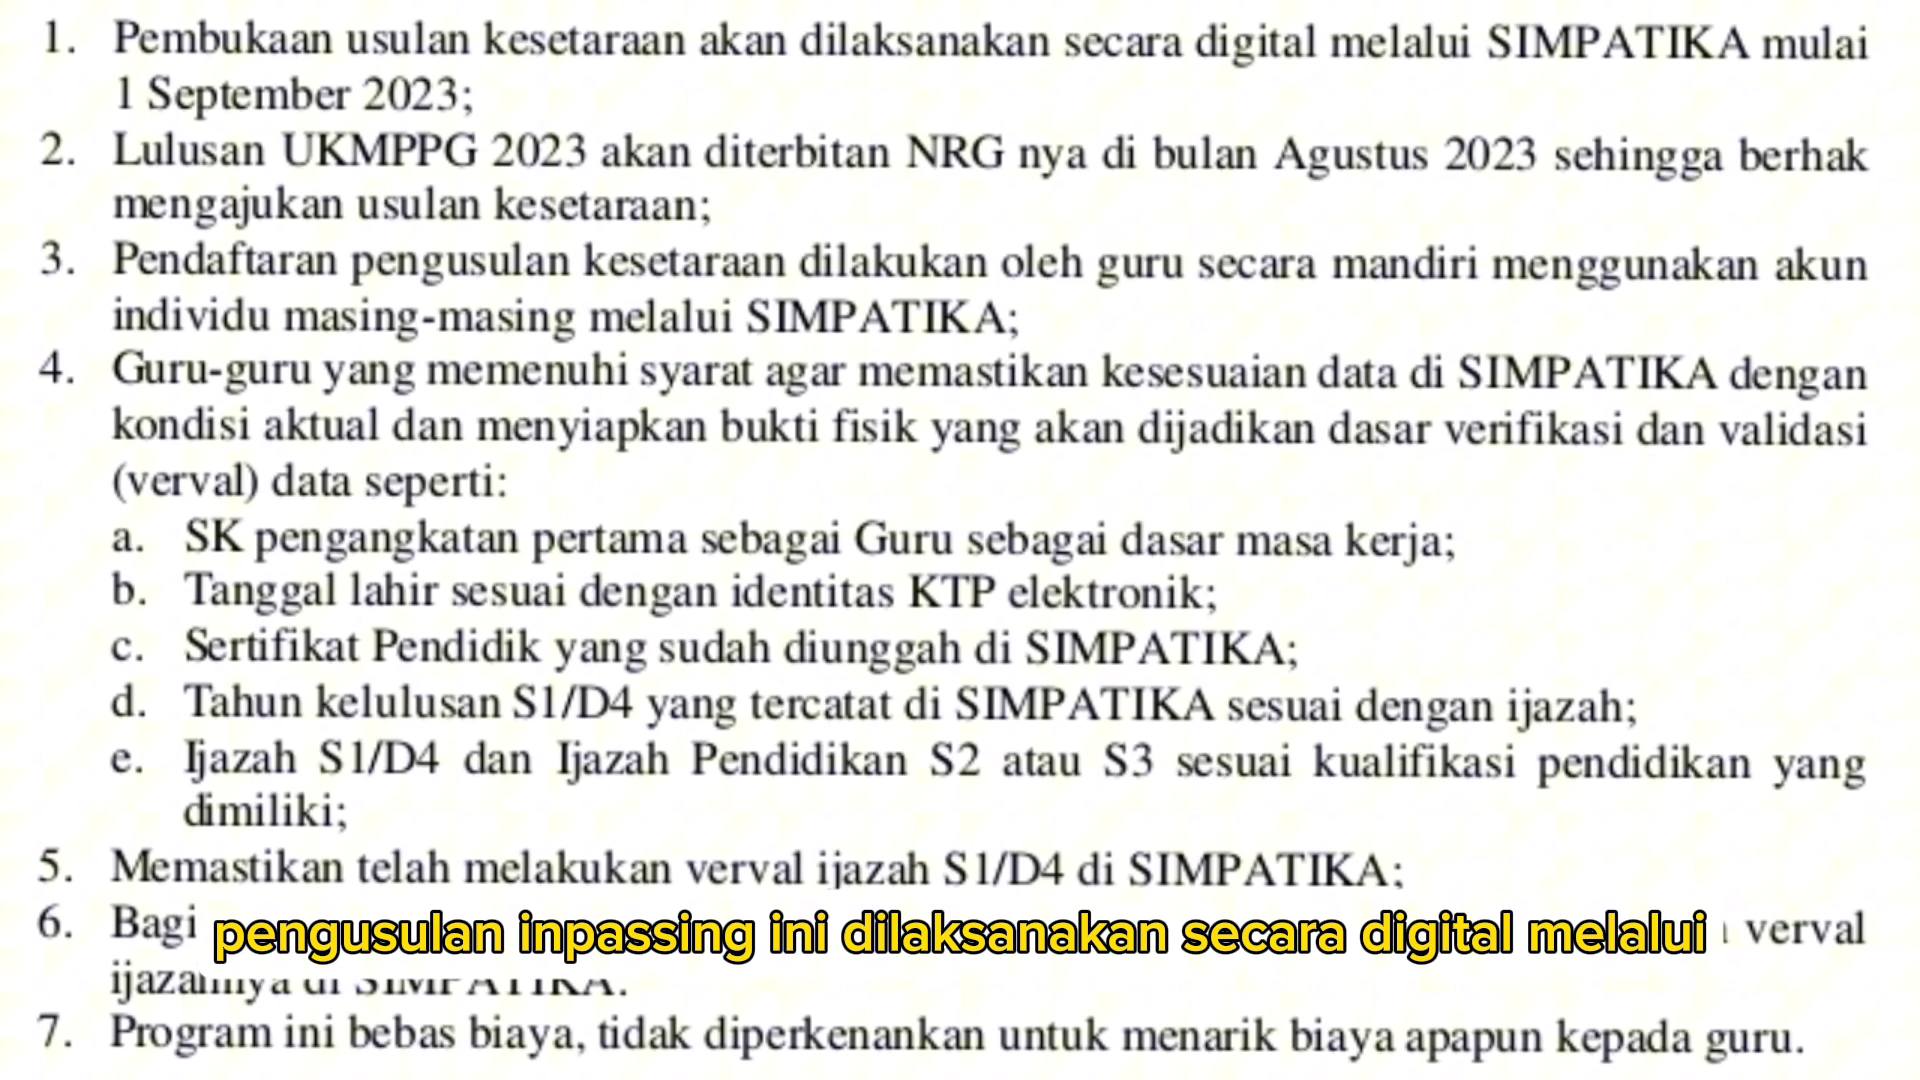 1. Pembukaan usulan kesetaraan akan dilaksanakan secara digital melalui SIMPATIKA mulai
1 September 2023;
2. Lulusan UKMPPG 2023 akan diterbitan NRG nya di bulan Agustus 2023 sehingga berhak
mengajukan usulan kesetaraan;
3. Pendaftaran pengusulan kesetaraan dilakukan oleh guru secara mandiri menggunakan akun
individu masing-masing melalui SIMPATIKA;
4. Guru-guru yang memenuhi syarat agar memastikan kesesuaian data di SIMPATIKA dengan
kondisi aktual dan menyiapkan bukti fisik yang akan dijadikan dasar verifikasi dan validasi
(verval) data seperti:
a. SK pengangkatan pertama sebagai Guru sebagai dasar masa kerja;
b. Tanggal lahir sesuai dengan identitas KTP elektronik;
c. Sertifikat Pendidik yang sudah diunggah di SIMPATIKA;
d. Tahun kelulusan S1/D4 yang tercatat di SIMPATIKA sesuai dengan ijazah;
e. Ijazah S1/D4 dan Ijazah Pendidikan S2 atau S3 sesuai kualifikasi pendidikan yang
dimiliki;
5. Memastikan telah melakukan verval ijazah S1/D4 di SIMPATIKA;
6. Bagi verval
pengusulan inpassing ini dilaksanakan secara digital melalui
ijazahnya di SIMPATIKA.
7. Program ini bebas biaya, tidak diperkenankan untuk menarik biaya apapun kepada guru.